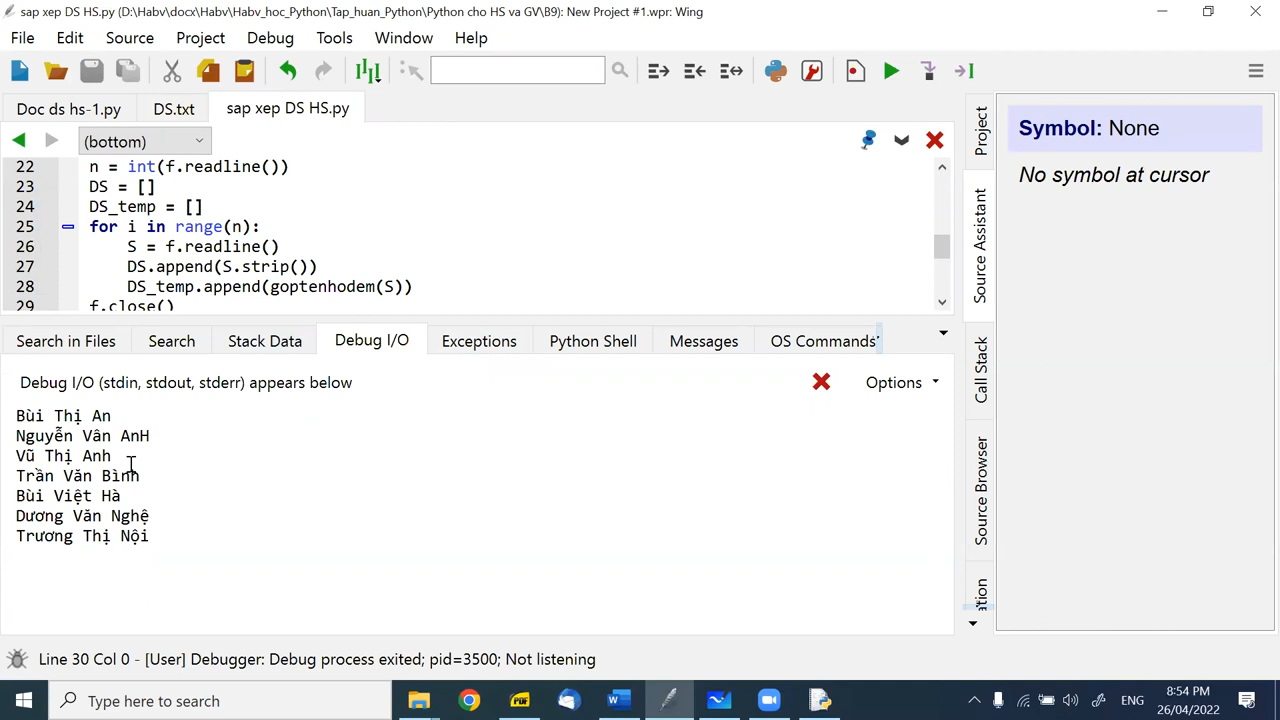 sap xep DS HS.py (D:\Habv\docx\Habv\Habv_hoc_Python\Tap_huan_Python\Python cho HS va GV\B9): New Project #1.wpr: Wing
File Edit Source Project Debug Tools Window Help
Doc ds hs-1.py DS.txt sap xep DS HS.py
(bottom)
22 n = int(f.readline())
23 DS = []
24 DS_temp = []
25 for i in range(n):
26 S = f.readline()
27 DS.append(S.strip())
28 DS_temp.append(goptenhodem(S))
29 f.close()
Search in Files Search Stack Data Debug I/O Exceptions Python Shell Messages OS Commands
Debug I/O (stdin, stdout, stderr) appears below
Options
Bùi Thị An
Nguyễn Vân AnH
Vũ Thị Anh
Trần Văn Bình
Bùi Việt Hà
Dương Văn Nghệ
Trương Thị Nội
Project
Source Assistant
Call Stack
Source Browser
Symbol: None
No symbol at cursor
Line 30 Col 0 - [User] Debugger: Debug process exited; pid=3500; Not listening
Type here to search
PDF
ENG
8:54 PM
26/04/2022